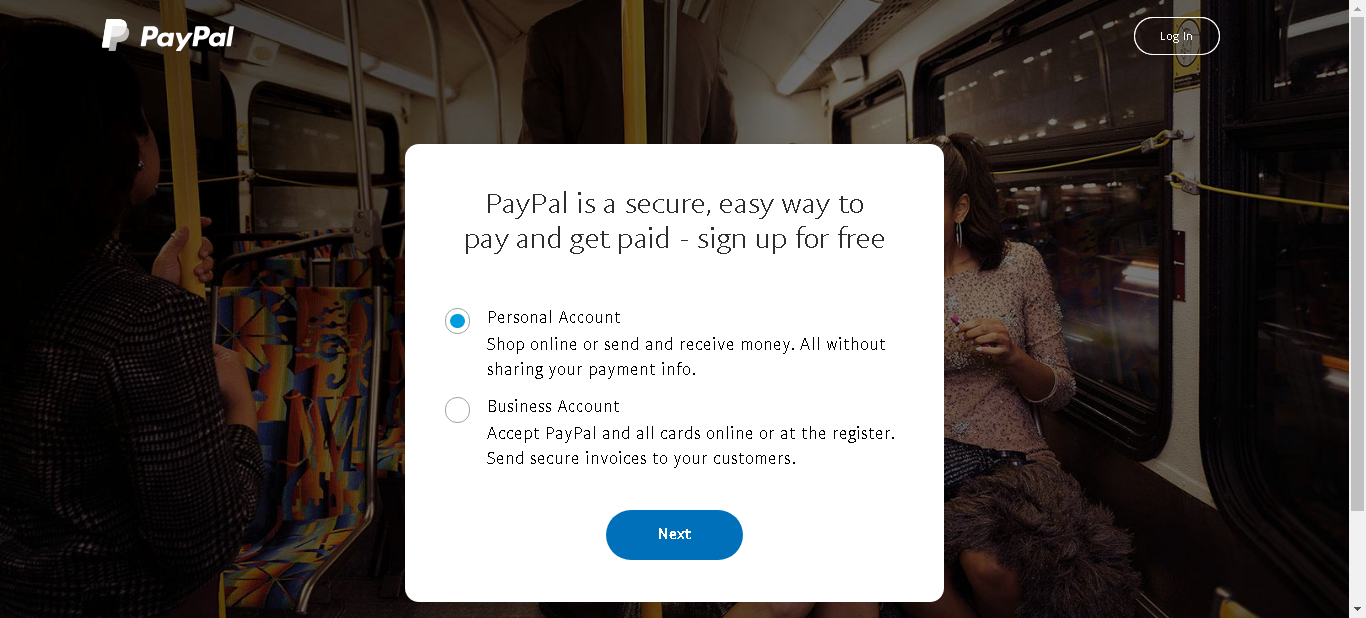 PayPal
Log In
PayPal is a secure, easy way to
pay and get paid - sign up for free
Personal Account
Shop online or send and receive money. All without
sharing your payment info.
Business Account
Accept PayPal and all cards online or at the register.
Send secure invoices to your customers.
Next